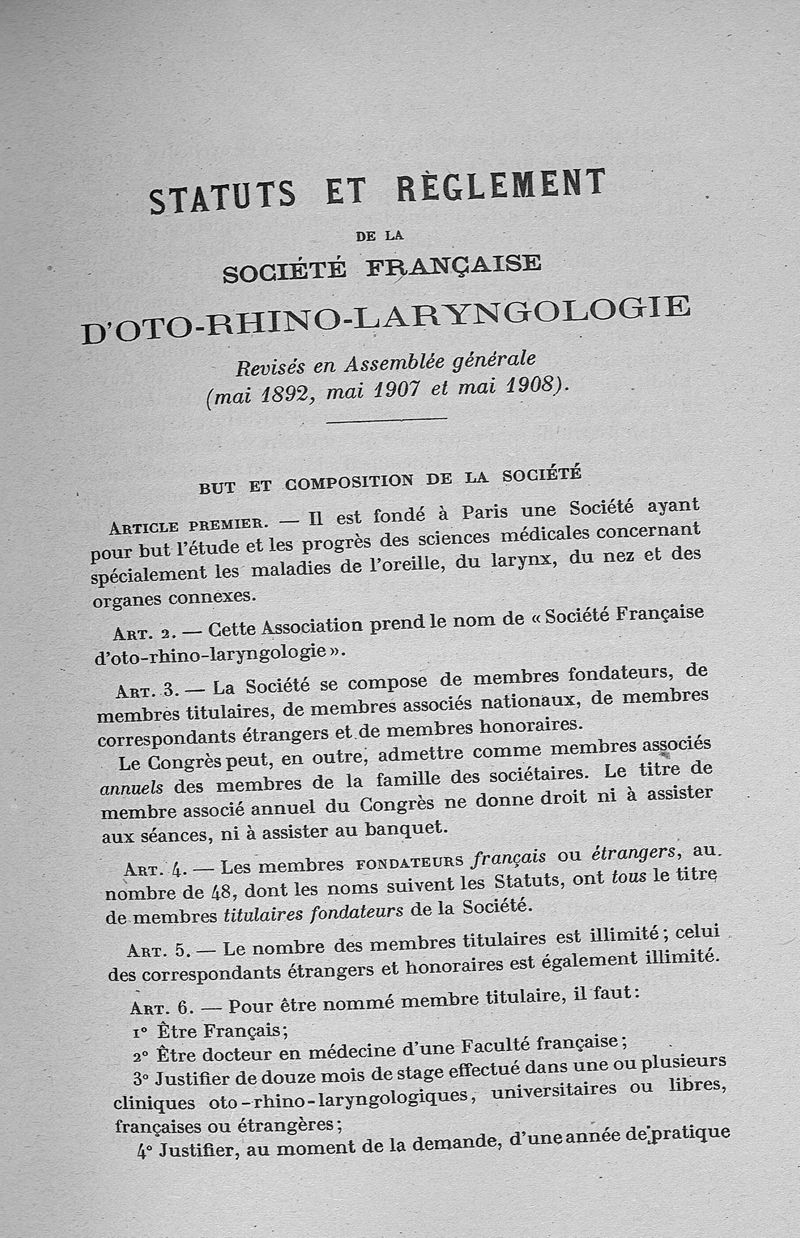 STATUTS ET RÈGLEMENT
DE LA
SOCIÉTÉ FRANÇAISE
D'OTO-RHINO-LARYNGOLOGIE
Revisés en Assemblée générale
(mai 1892, mai 1907 et mai 1908).
BUT ET COMPOSITION DE LA SOCIÉTÉ
ARTICLE PREMIER. — Il est fondé à Paris une Société ayant
pour but l'étude et les progrès des sciences médicales concernant
spécialement les maladies de l'oreille, du larynx, du nez et des
organes connexes.
ART. 2. — Cette Association prend le nom de « Société Française
d'oto-rhino-laryngologie ».
ART. 3. — La Société se compose de membres fondateurs, de
membres titulaires, de membres associés nationaux, de membres
correspondants étrangers et de membres honoraires.
Le Congrès peut, en outre, admettre comme membres associés
annuels des membres de la famille des sociétaires. Le titre de
membre associé annuel du Congrès ne donne droit ni à assister
aux séances, ni à assister au banquet.
ART. 4. — Les membres FONDATEURS français ou étrangers, au
nombre de 48, dont les noms suivent les Statuts, ont tous le titre
de membres titulaires fondateurs de la Société.
ART. 5. — Le nombre des membres titulaires est illimité; celui
des correspondants étrangers et honoraires est également illimité.
ART. 6. — Pour être nommé membre titulaire, il faut:
1° Être Français;
2° Être docteur en médecine d'une Faculté française;
3° Justifier de douze mois de stage effectué dans une ou plusieurs
cliniques oto-rhino-laryngologiques, universitaires ou libres,
françaises ou étrangères;
4° Justifier, au moment de la demande, d'une année de pratique